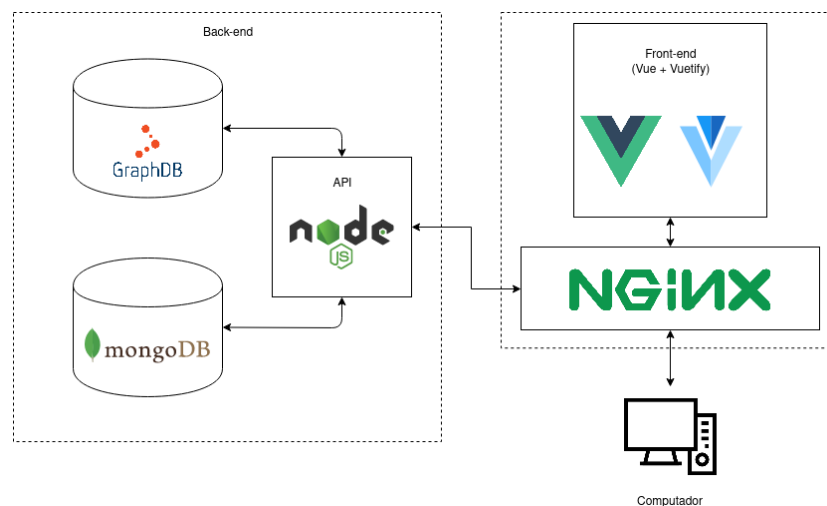 Back-end
GraphDB
API
node
JS
mongoDB
Front-end
(Vue + Vuetify)
NGiNX
Computador